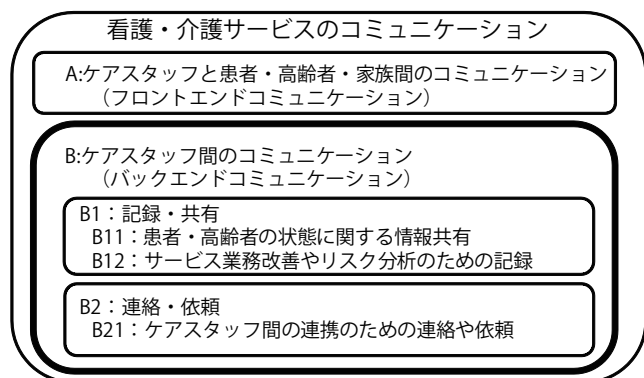 看護・介護サービスのコミュニケーション
A:ケアスタッフと患者・高齢者・家族間のコミュニケーション
（フロントエンドコミュニケーション）
B:ケアスタッフ間のコミュニケーション
（バックエンドコミュニケーション）
B1：記録・共有
B11：患者・高齢者の状態に関する情報共有
B12：サービス業務改善やリスク分析のための記録
B2：連絡・依頼
B21：ケアスタッフ間の連携のための連絡や依頼